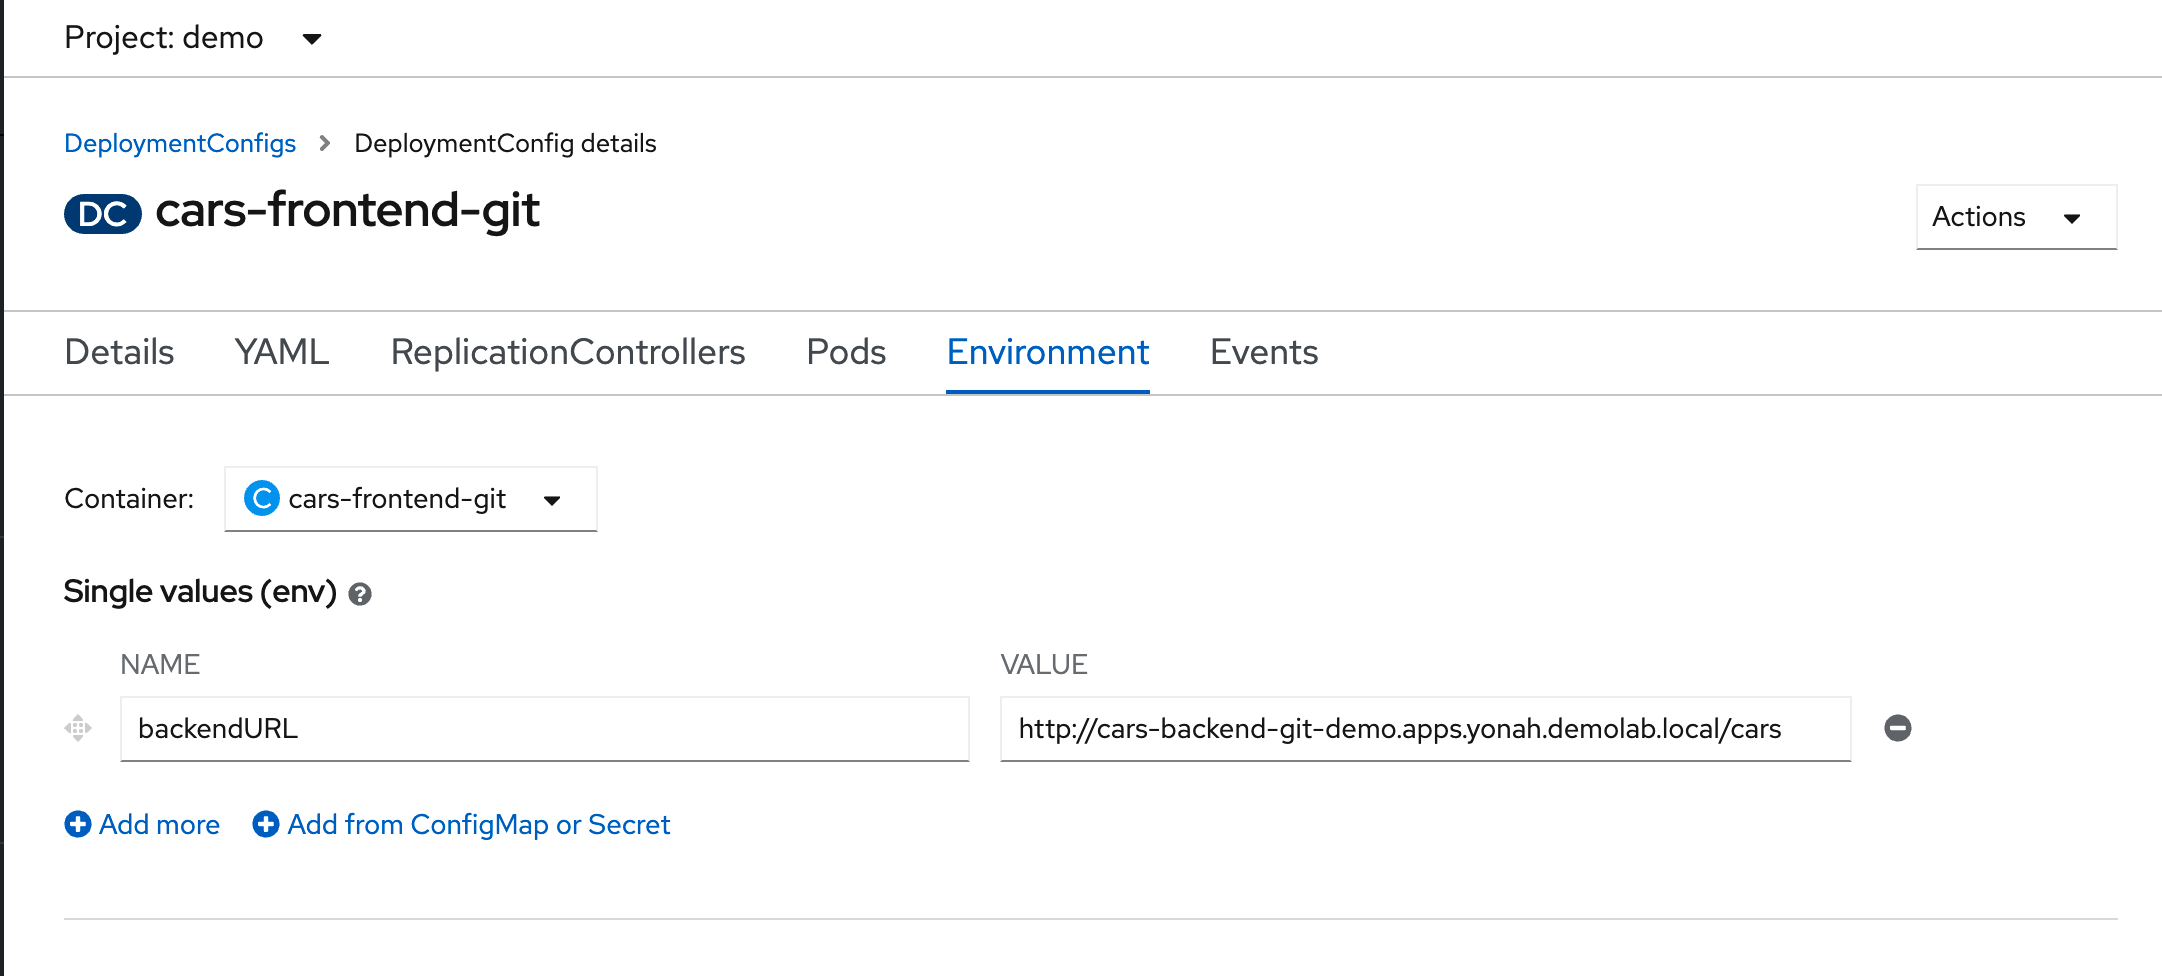 Project: demo
DeploymentConfigs > DeploymentConfig details
DC cars-frontend-git
Actions
Details YAML ReplicationControllers Pods Environment Events
Container: C cars-frontend-git
Single values (env) ?
NAME VALUE
backendURL http://cars-backend-git-demo.apps.yonah.demolab.local/cars
Add more Add from ConfigMap or Secret